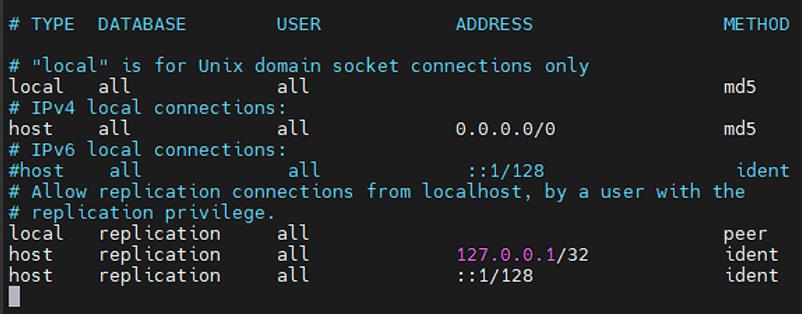 # TYPE  DATABASE        USER            ADDRESS                 METHOD
# "local" is for Unix domain socket connections only
local   all             all                                     md5
# IPv4 local connections:
host    all             all             0.0.0.0/0               md5
# IPv6 local connections:
#host    all             all             ::1/128                 ident
# Allow replication connections from localhost, by a user with the
# replication privilege.
local   replication     all                                     peer
host    replication     all             127.0.0.1/32            ident
host    replication     all             ::1/128                 ident